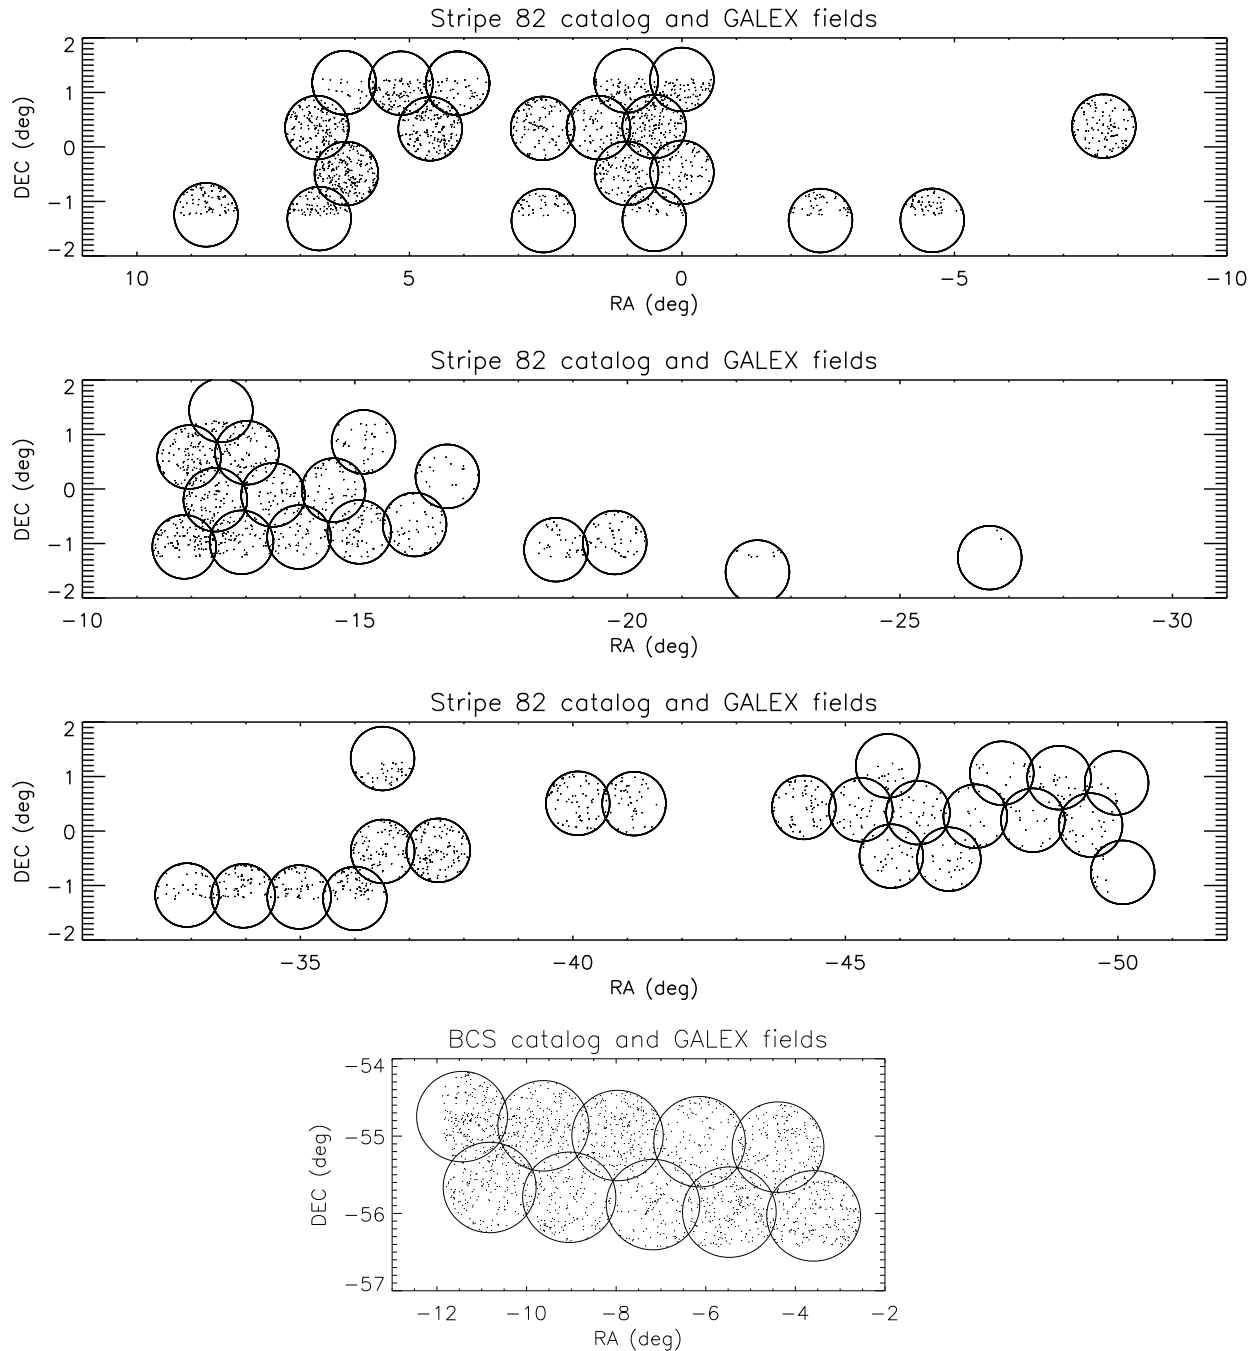 Stripe 82 catalog and GALEX fields
2
1
0
−1
−2
DEC (deg)
10 5 0 −5 −10
RA (deg)
Stripe 82 catalog and GALEX fields
2
1
0
−1
−2
DEC (deg)
−10 −15 −20 −25 −30
RA (deg)
Stripe 82 catalog and GALEX fields
2
1
0
−1
−2
DEC (deg)
−35 −40 −45 −50
RA (deg)
BCS catalog and GALEX fields
−54
−55
−56
−57
DEC (deg)
−12 −10 −8 −6 −4 −2
RA (deg)